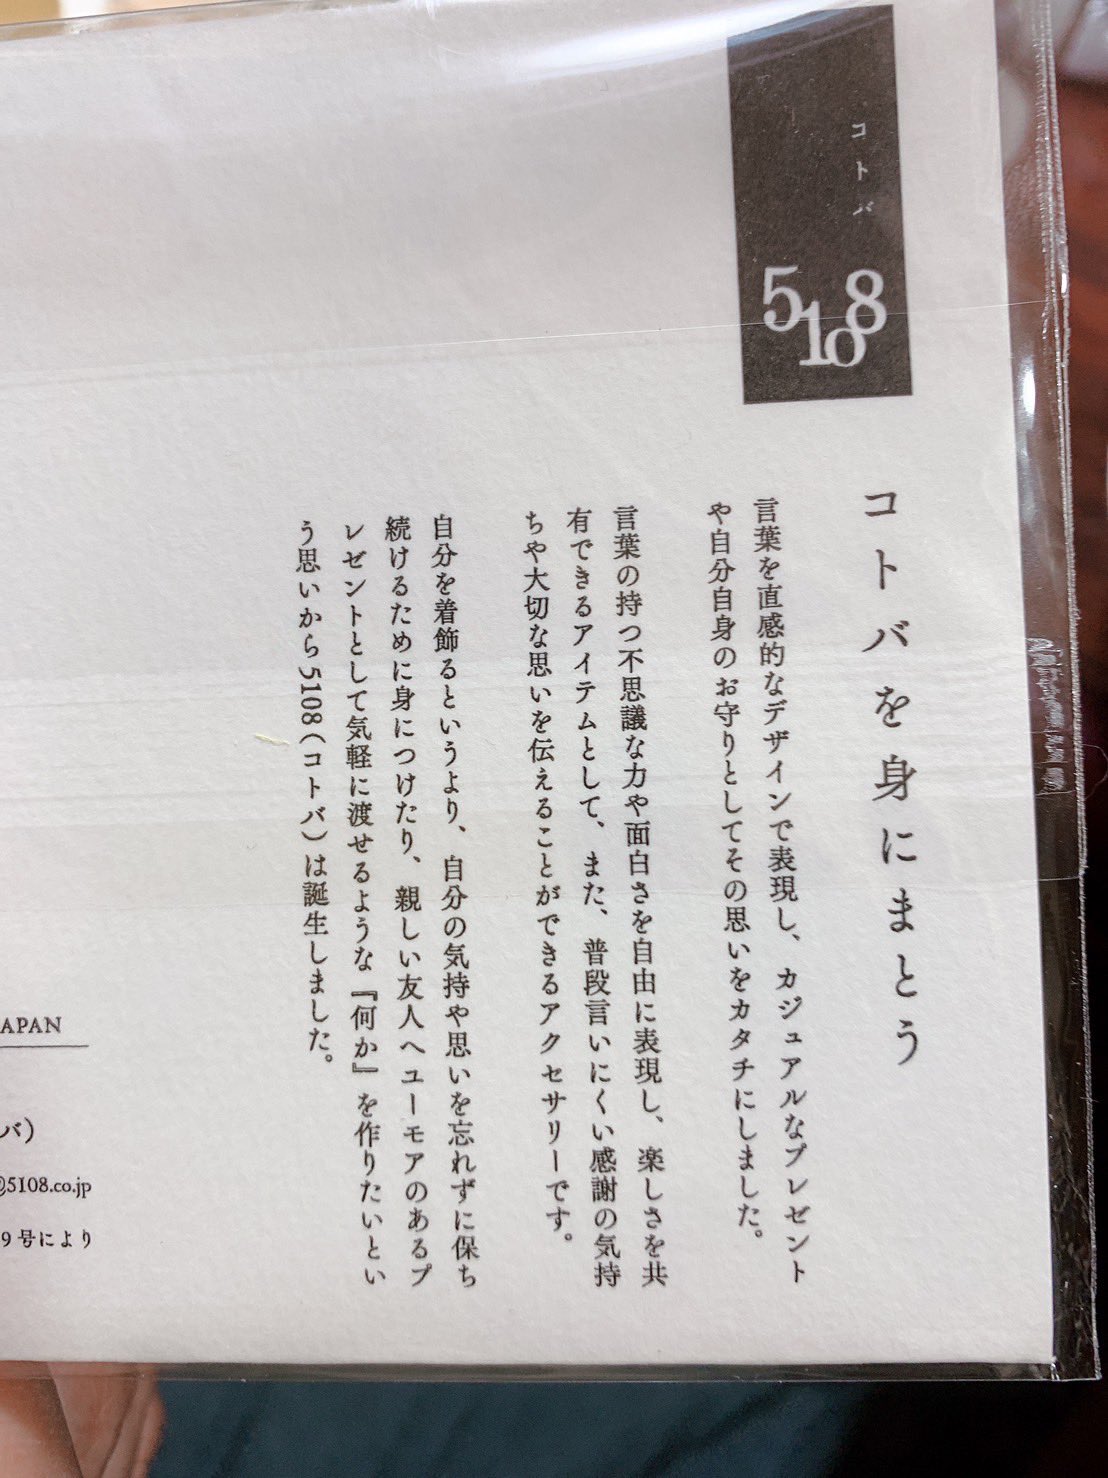 コトバ
5108
コトバを身にまとう
言葉を直感的なデザインで表現し、カジュアルなプレゼント
や自分自身のお守りとしてその思いをカタチにしました。
言葉の持つ不思議な力や面白さを自由に表現し、楽しさを共
有できるアイテムとして、また、普段言いにくい感謝の気持
ちや大切な思いを伝えることができるアクセサリーです。
自分を着飾るというより、自分の気持や思いを忘れずに保ち
続けるために身につけたり、親しい友人へユーモアのあるプ
レゼントとして気軽に渡せるような『何か』を作りたいとい
う思いから5108(コトバ)は誕生しました。
APAN
バ)
@5108.co.jp
9号により